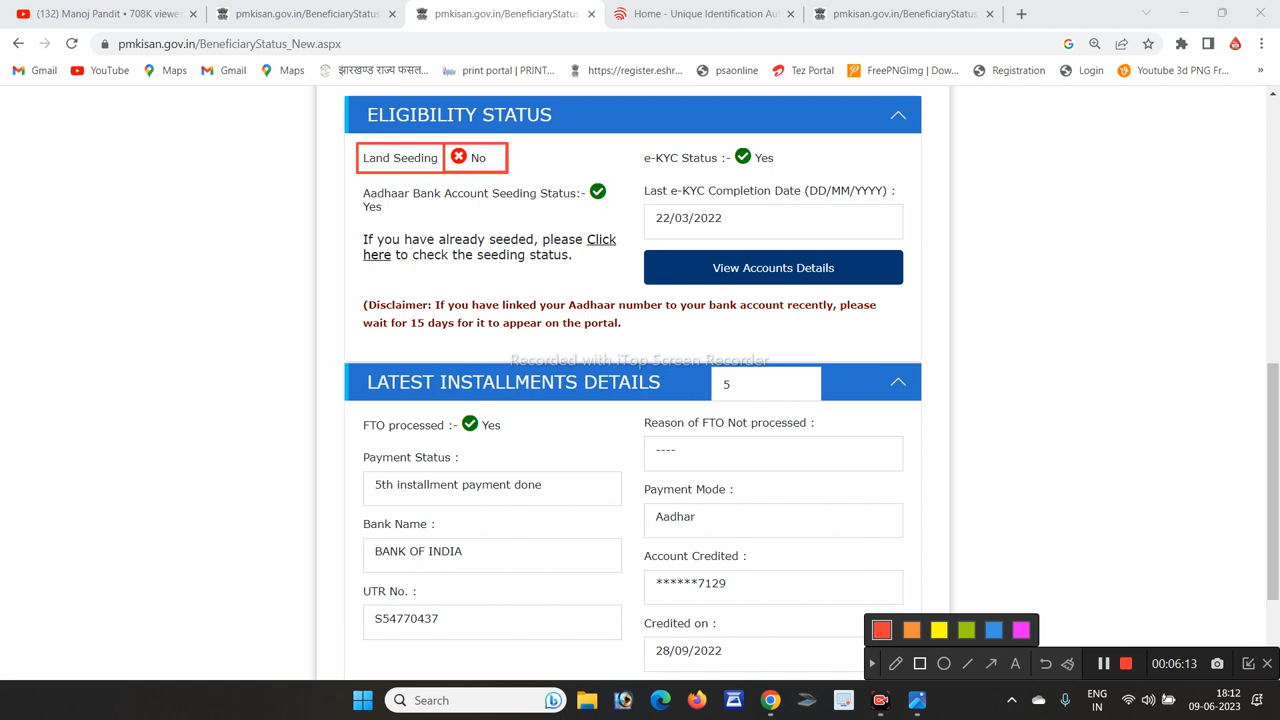 (132) Manoj Pandit • 708K viewer
pmkisan.gov.in/BeneficiaryStatus
pmkisan.gov.in/BeneficiaryStatus
Home - Unique Identification Aut
pmkisan.gov.in/BeneficiaryStatus
pmkisan.gov.in/BeneficiaryStatus_New.aspx
Gmail
YouTube
Maps
Gmail
Maps
झारखण्ड राज्य फसल...
print portal | PRINT...
https://register.eshr...
psaonline
Tez Portal
FreePNGImg | Dow...
Registration
Login
Youtube 3d PNG Fr...
»
ELIGIBILITY STATUS
Land Seeding
No
e-KYC Status :- Yes
Aadhaar Bank Account Seeding Status:-
Yes
Last e-KYC Completion Date (DD/MM/YYYY) :
22/03/2022
If you have already seeded, please Click
here to check the seeding status.
View Accounts Details
(Disclaimer: If you have linked your Aadhaar number to your bank account recently, please
wait for 15 days for it to appear on the portal.
Recorded with iTop Screen Recorder
LATEST INSTALLMENTS DETAILS
5
FTO processed :- Yes
Reason of FTO Not processed :
----
Payment Status :
5th installment payment done
Payment Mode :
Aadhar
Bank Name :
BANK OF INDIA
Account Credited :
******7129
UTR No. :
S54770437
Credited on :
28/09/2022
A
00:06:13
Search
ENG
IN
18:12
09-06-2023